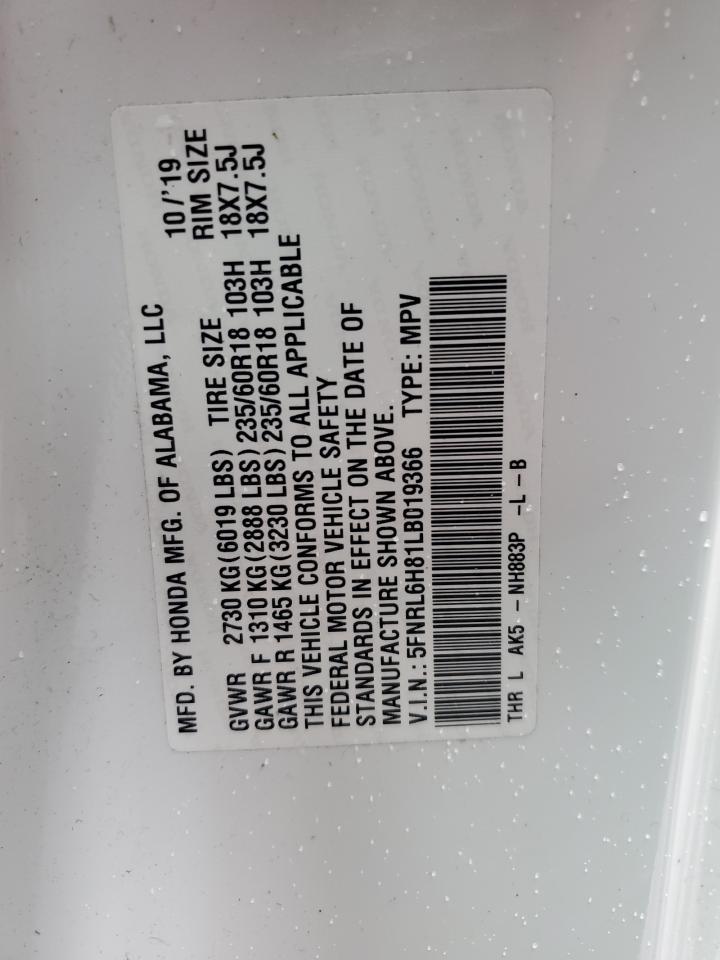 MFD. BY HONDA MFG. OF ALABAMA, LLC 10/'19
GVWR 2730 KG(6019 LBS) TIRE SIZE RIM SIZE
GAWR F 1310 KG(2888 LBS)235/60R18 103H 18X7.5J
GAWR R 1465 KG(3230 LBS)235/60R18 103H 18X7.5J
THIS VEHICLE CONFORMS TO ALL APPLICABLE
FEDERAL MOTOR VEHICLE SAFETY
STANDARDS IN EFFECT ON THE DATE OF
MANUFACTURE SHOWN ABOVE.
V.I.N.: 5FNRL6H81LB019366 TYPE: MPV
THR L AK5 - NH883P -L-B